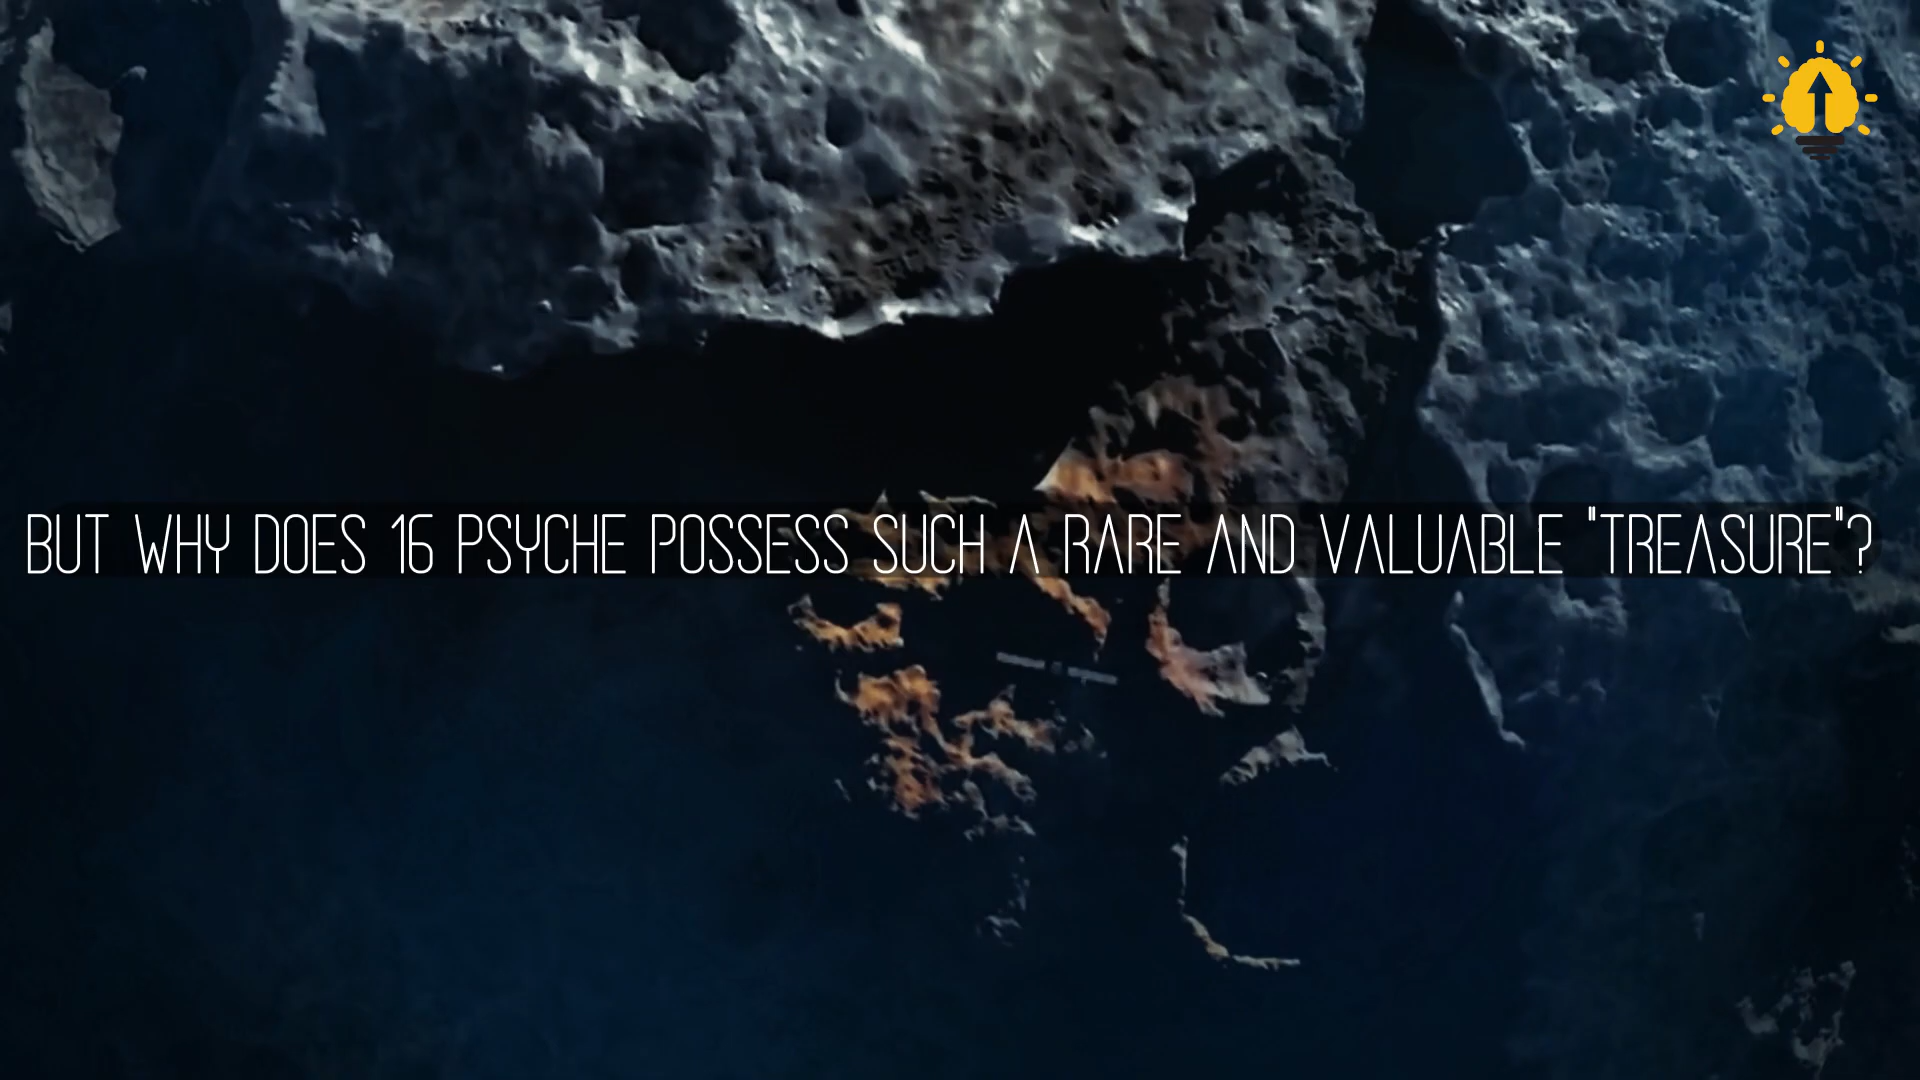 BUT WHY DOES 16 PSYCHE POSSESS SUCH A RARE AND VALUABLE "TREASURE"?